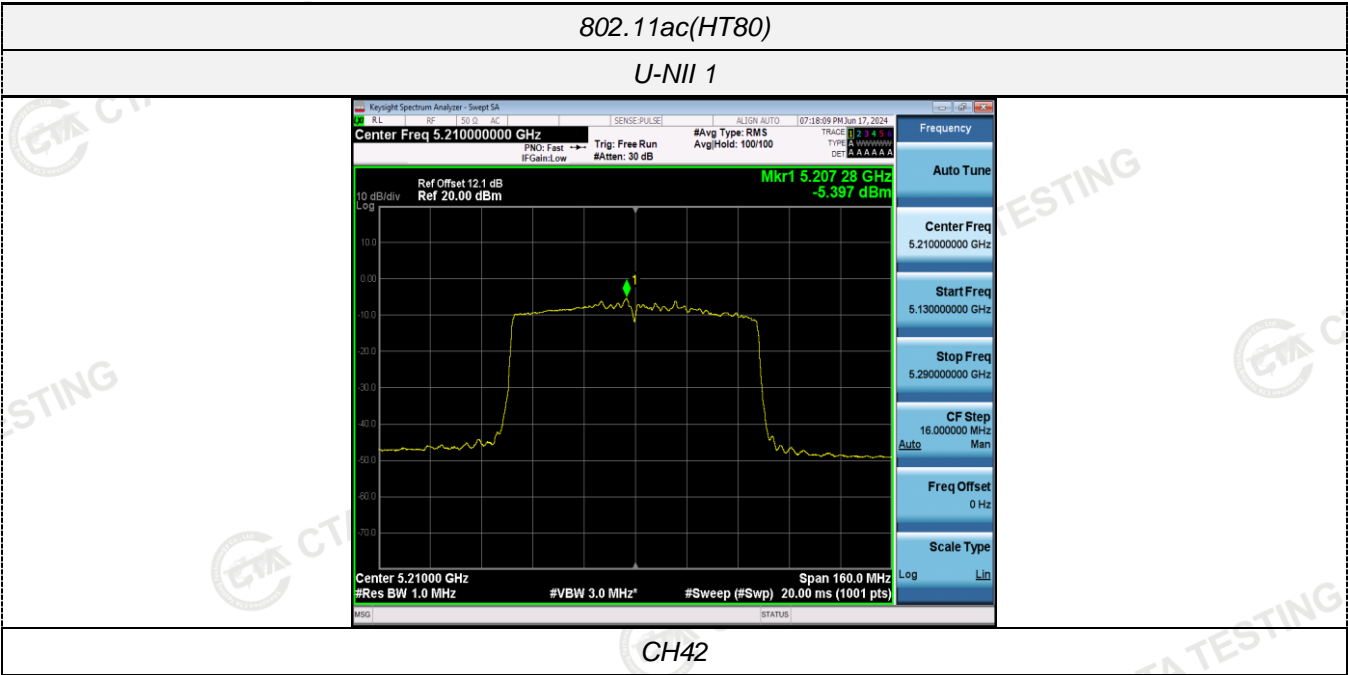 802.11ac(HT80)
U-NII 1
Keysight Spectrum Analyzer - Swept SA
RL RF 50 Ω AC SENSE:PULSE ALIGN AUTO 07:18:09 PM Jun 17, 2024
Center Freq 5.210000000 GHz
PNO: Fast
IFGain:Low
Trig: Free Run
#Atten: 30 dB
#Avg Type: RMS
Avg|Hold: 100/100
TRACE 1 2 3 4 5 6
TYPE A WWWWW
DET A A A A A A
Frequency
Auto Tune
Center Freq
5.210000000 GHz
Start Freq
5.130000000 GHz
Stop Freq
5.290000000 GHz
CF Step
16.000000 MHz
Auto Man
Freq Offset
0 Hz
Scale Type
Log Lin
Mkr1 5.207 28 GHz
-5.397 dBm
Ref Offset 12.1 dB
10 dB/div Ref 20.00 dBm
Log
10.0
0.00
-10.0
-20.0
-30.0
-40.0
-50.0
-60.0
-70.0
1
Center 5.21000 GHz
Span 160.0 MHz
#Res BW 1.0 MHz
#VBW 3.0 MHz*
#Sweep (#Swp) 20.00 ms (1001 pts)
MSG
STATUS
CH42
TESTING
ESTING
CTA
TA TESTING